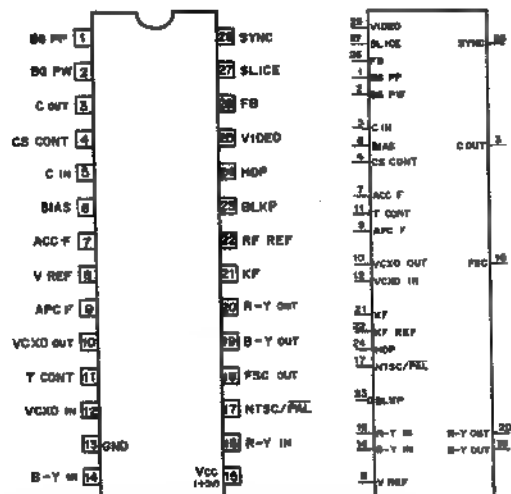 BG PP 1
BG PW 2
C OUT 3
CS CONT 4
C IN 5
BIAS 6
ACC F 7
V REF 8
APC F 9
VCXO OUT 10
T CONT 11
VCXO IN 12
13 GND
B-Y IN 14
28 SYNC
27 SLICE
26 FB
25 VIDEO
24 HDP
23 BLKP
22 RF REF
21 KF
20 R-Y OUT
19 B-Y OUT
18 FSC OUT
17 NTSC/PAL
16 R-Y IN
VCC 15
25 VIDEO
27 SLICE
26 FB
1 BG PP
2 BG PW
5 C IN
6 BIAS
4 CS CONT
7 ACC F
11 T CONT
9 APC F
10 VCXO OUT
12 VCXO IN
21 KF
22 KF REF
24 HDP
17 NTSC/PAL
23 BLKP
16 R-Y IN
14 B-Y IN
8 V REF
SYNC 28
C OUT 3
FSC 18
R-Y OUT 20
B-Y OUT 19